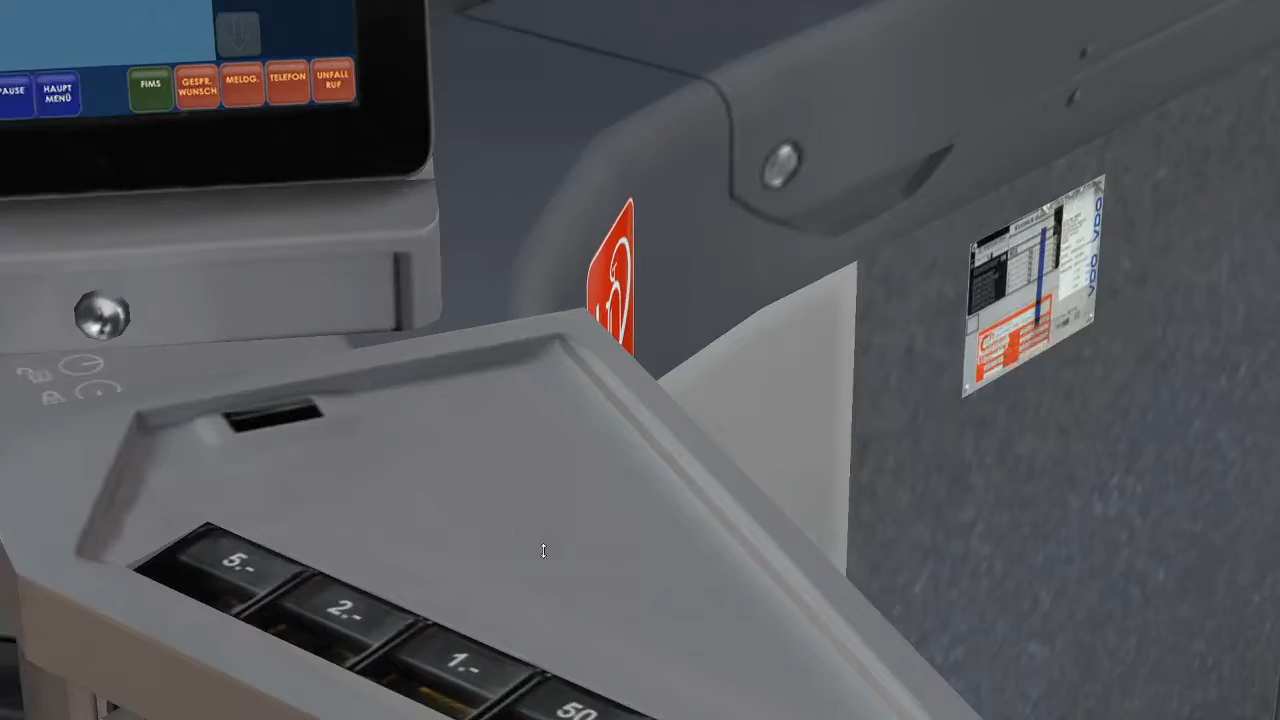 PAUSE
HAUPT
MENÜ
FIMS
GESPR.
WUNSCH
MELDG.
TELEFON
UNFALL
RUF
VDO VDO
5.-
2.-
1.-
50